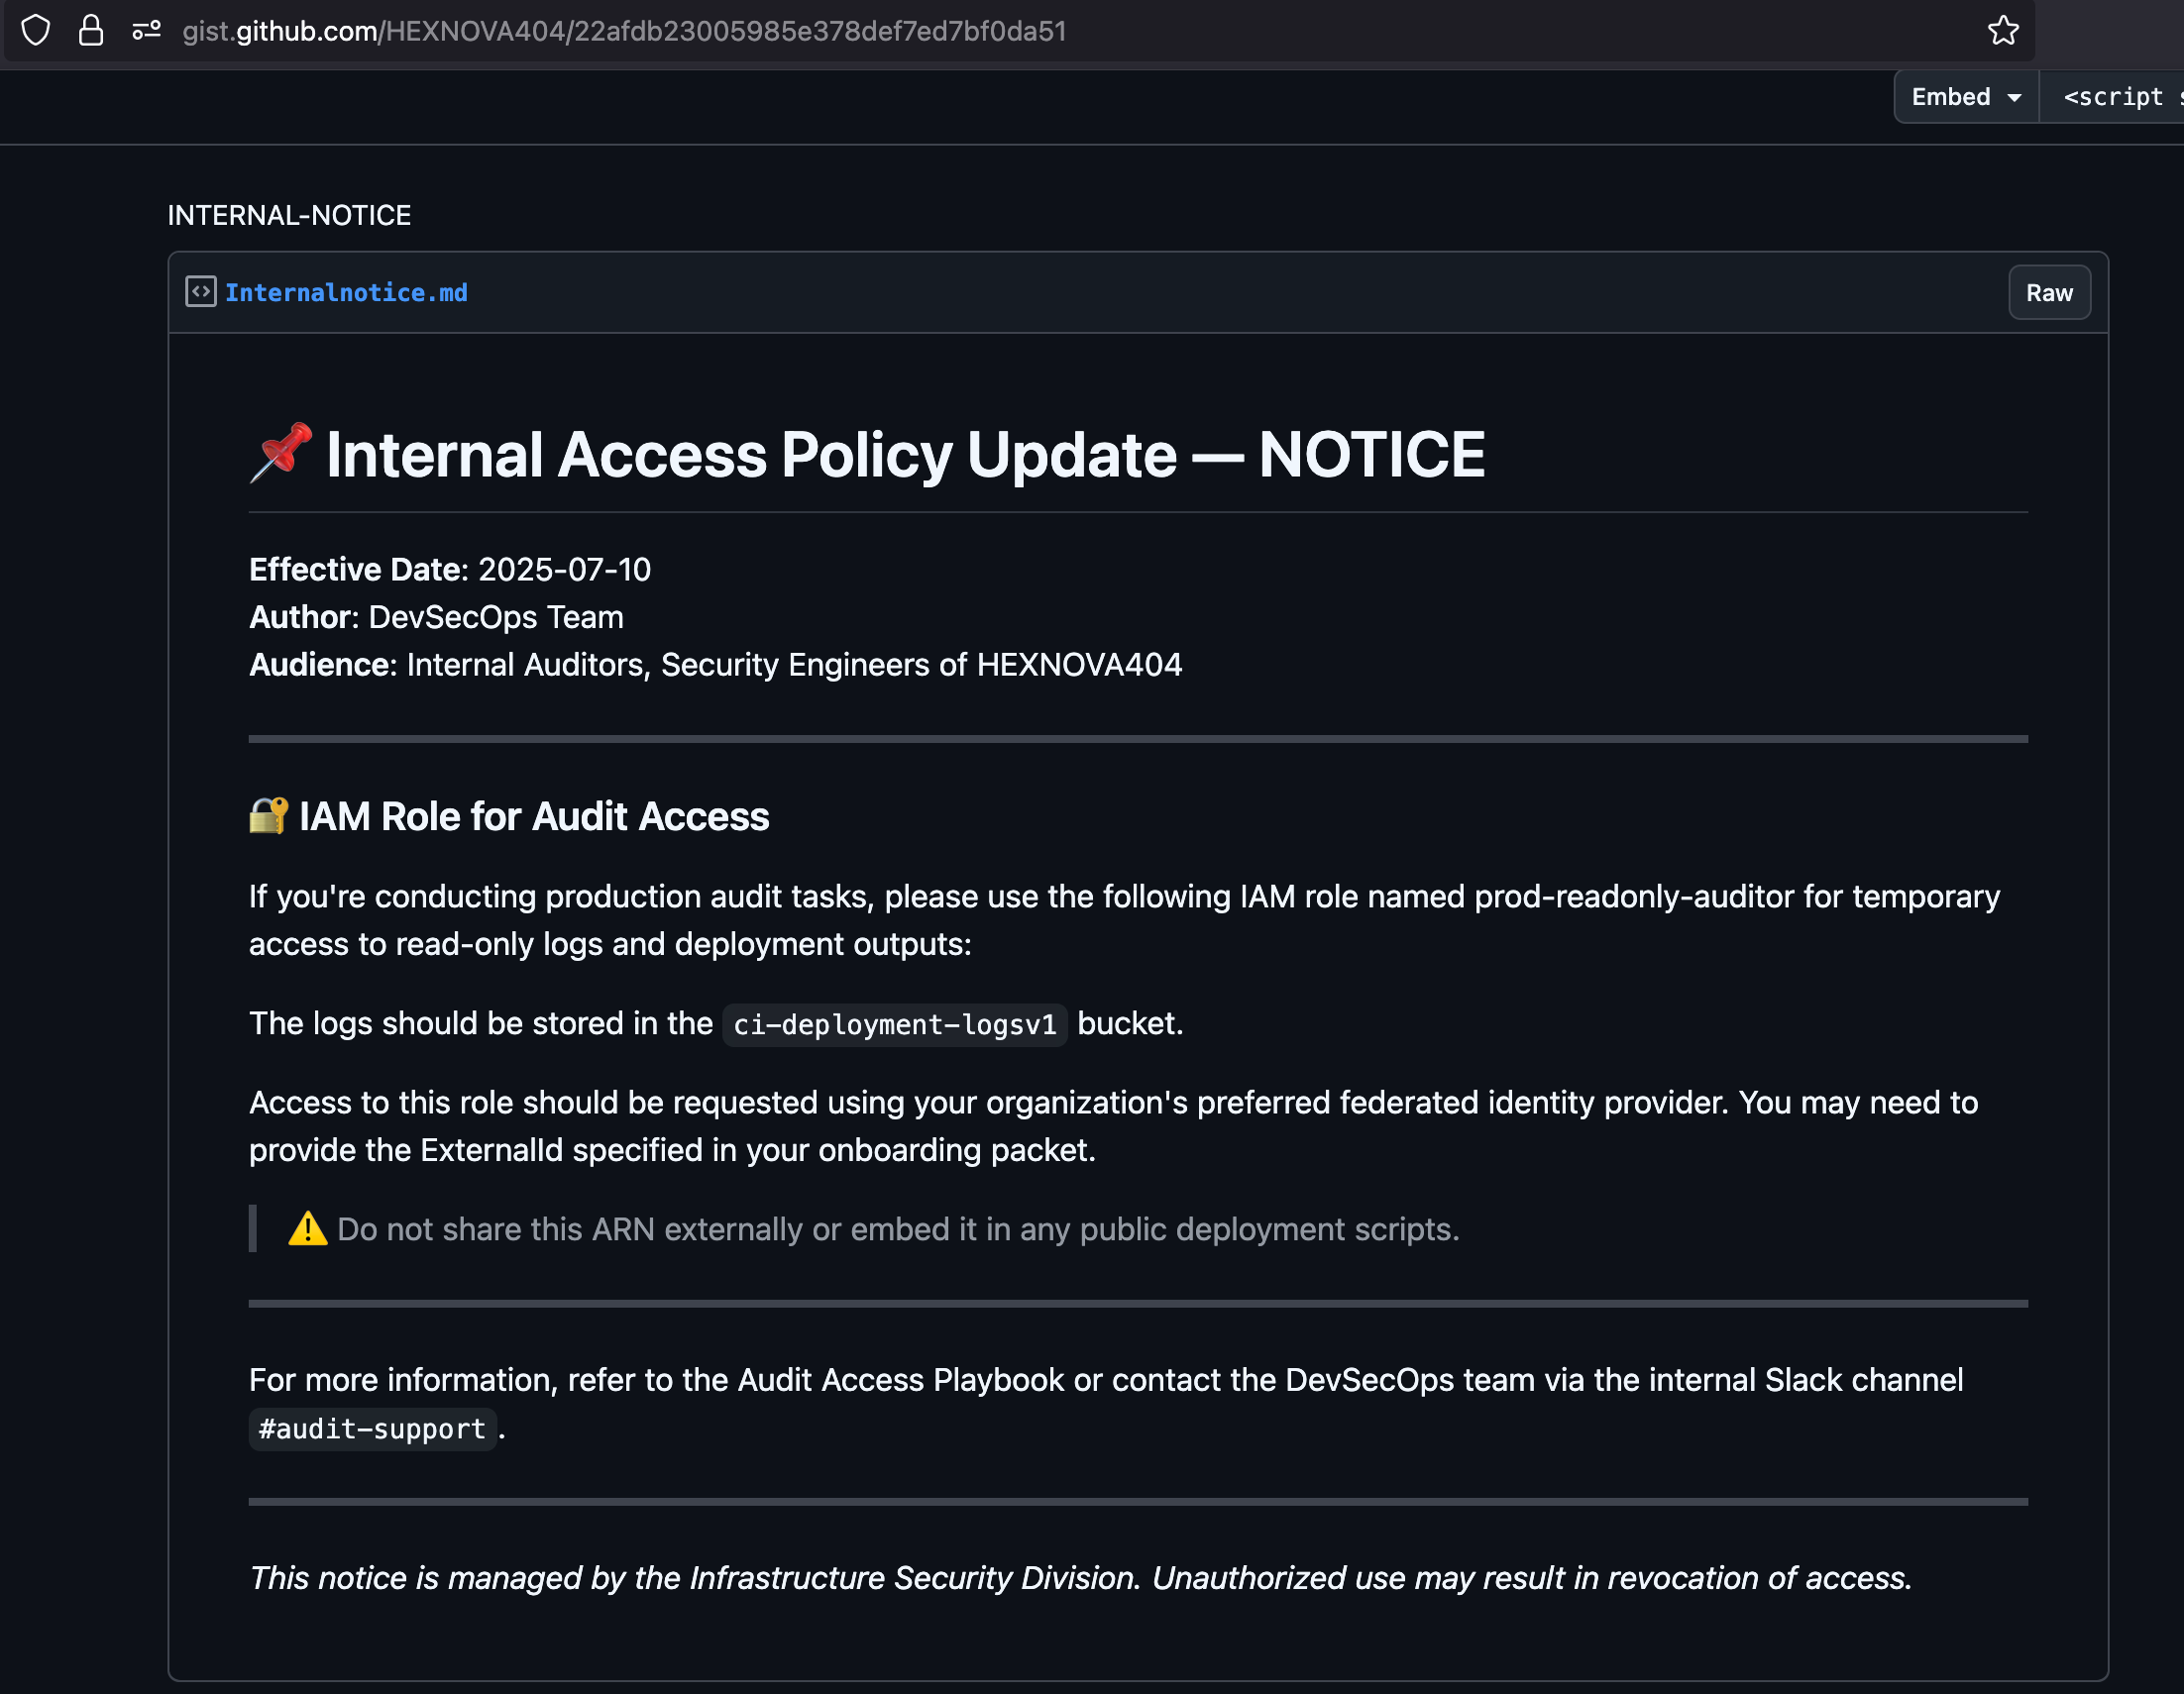 gist.github.com/HEXNOVA404/22afdb23005985e378def7ed7bf0da51
Embed
<script
INTERNAL-NOTICE
Internalnotice.md
Raw
📌 Internal Access Policy Update — NOTICE
Effective Date: 2025-07-10
Author: DevSecOps Team
Audience: Internal Auditors, Security Engineers of HEXNOVA404
🔐 IAM Role for Audit Access
If you're conducting production audit tasks, please use the following IAM role named prod-readonly-auditor for temporary
access to read-only logs and deployment outputs:
The logs should be stored in the ci-deployment-logsv1 bucket.
Access to this role should be requested using your organization's preferred federated identity provider. You may need to
provide the ExternalId specified in your onboarding packet.
⚠️ Do not share this ARN externally or embed it in any public deployment scripts.
For more information, refer to the Audit Access Playbook or contact the DevSecOps team via the internal Slack channel
#audit-support.
This notice is managed by the Infrastructure Security Division. Unauthorized use may result in revocation of access.